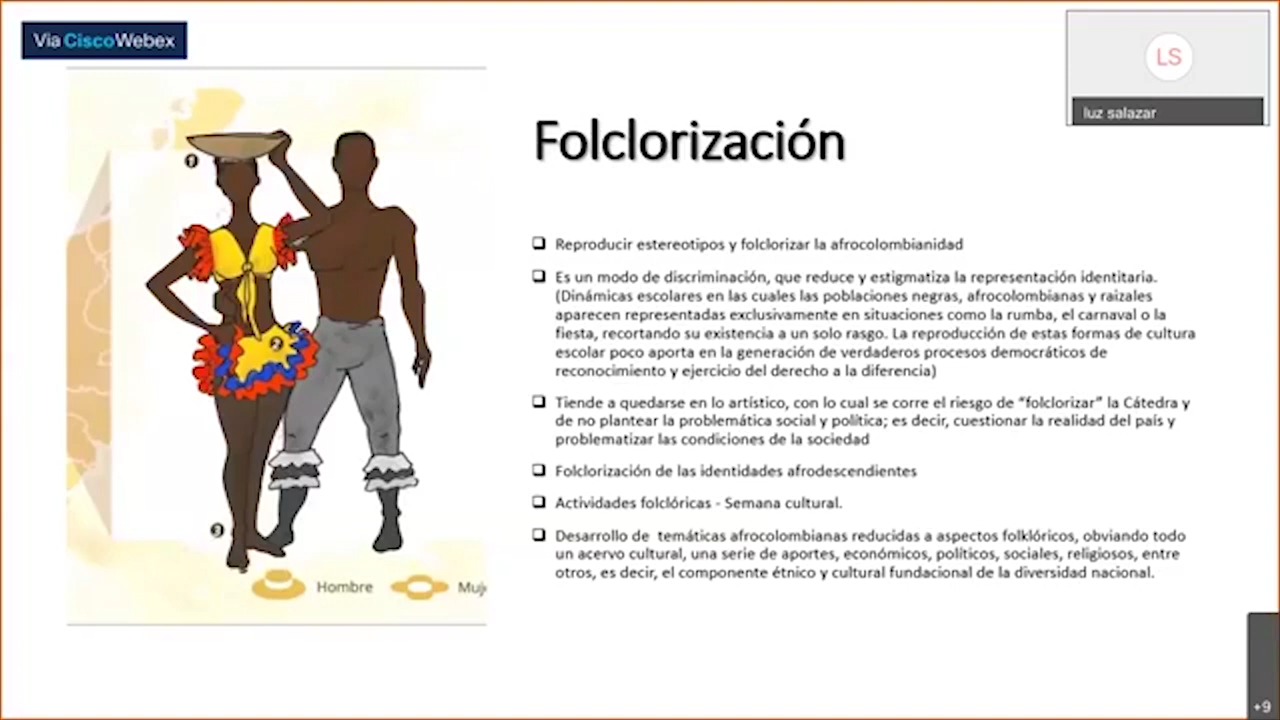 Via CiscoWebex
LS
luz salazar
Folclorización
Reproducir estereotipos y folclorizar la afrocolombianidad
Es un modo de discriminación, que reduce y estigmatiza la representación identitaria.
(Dinámicas escolares en las cuales las poblaciones negras, afrocolombianas y raizales
aparecen representadas exclusivamente en situaciones como la rumba, el carnaval o la
fiesta, recortando su existencia a un solo rasgo. La reproducción de estas formas de cultura
escolar poco aporta en la generación de verdaderos procesos democráticos de
reconocimiento y ejercicio del derecho a la diferencia)
Tiende a quedarse en lo artístico, con lo cual se corre el riesgo de “folclorizar” la Cátedra y
de no plantear la problemática social y política; es decir, cuestionar la realidad del país y
problematizar las condiciones de la sociedad
Folclorización de las identidades afrodescendientes
Actividades folclóricas - Semana cultural.
Desarrollo de temáticas afrocolombianas reducidas a aspectos folklóricos, obviando todo
un acervo cultural, una serie de aportes, económicos, políticos, sociales, religiosos, entre
otros, es decir, el componente étnico y cultural fundacional de la diversidad nacional.
1
2
3
Hombre
Muj
+9